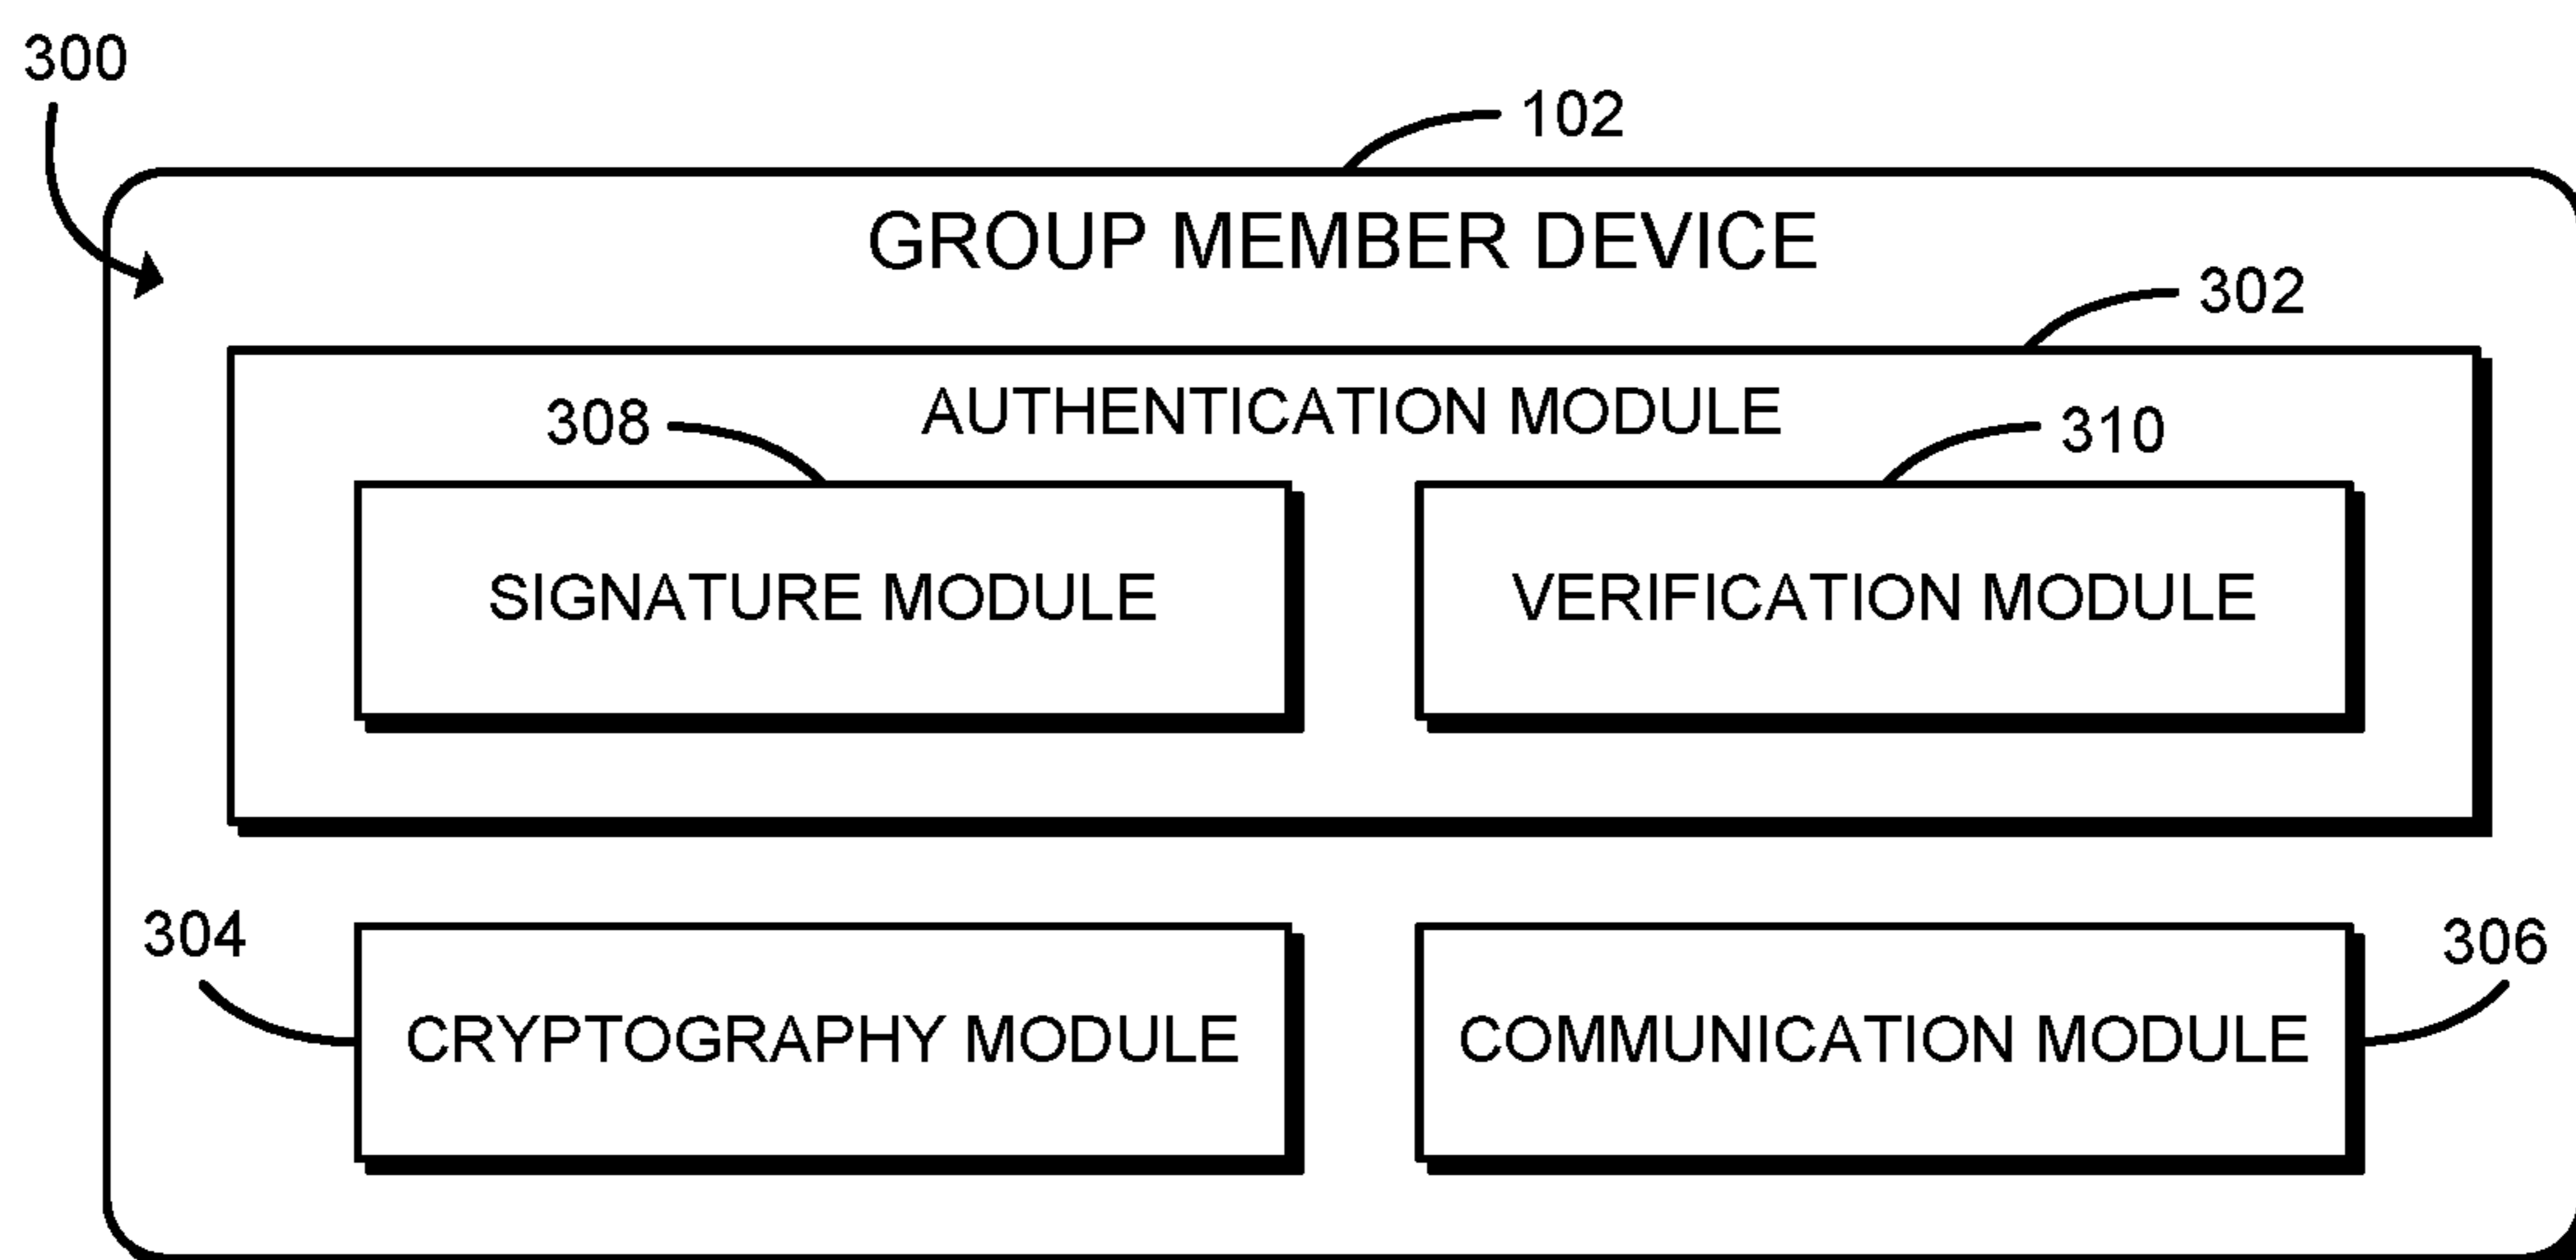 300
102
GROUP MEMBER DEVICE
302
AUTHENTICATION MODULE
308
310
SIGNATURE MODULE
VERIFICATION MODULE
304
306
CRYPTOGRAPHY MODULE
COMMUNICATION MODULE